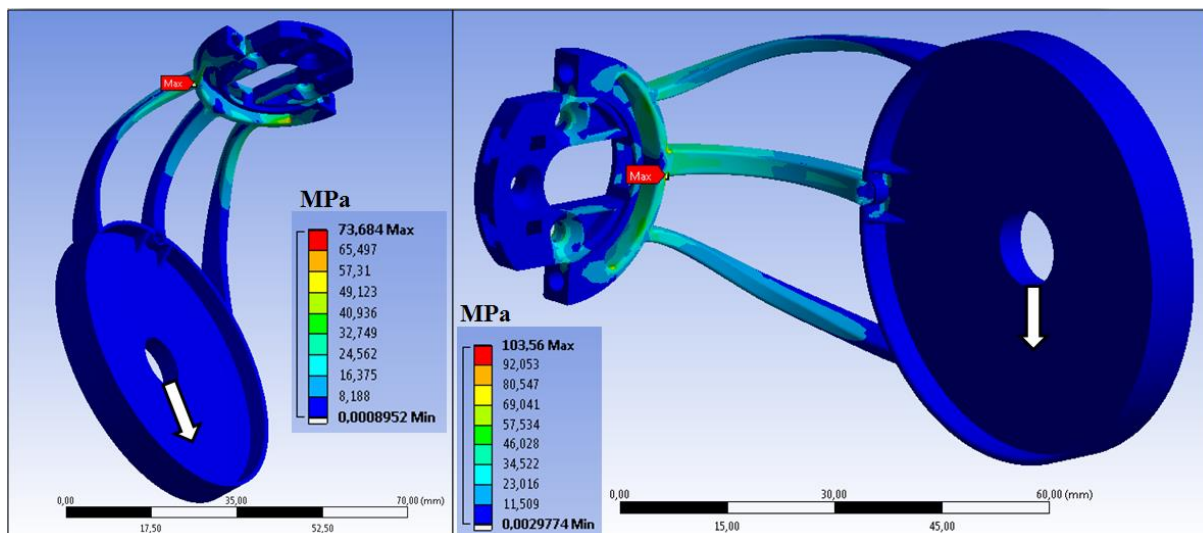 Max
MPa
73,684 Max
65,497
57,31
49,123
40,936
32,749
24,562
16,375
8,188
0,0008952 Min
0,00 35,00 70,00 (mm)
17,50 52,50
Max
MPa
103,56 Max
92,053
80,547
69,041
57,534
46,028
34,522
23,016
11,509
0,0029774 Min
0,00 30,00 60,00 (mm)
15,00 45,00